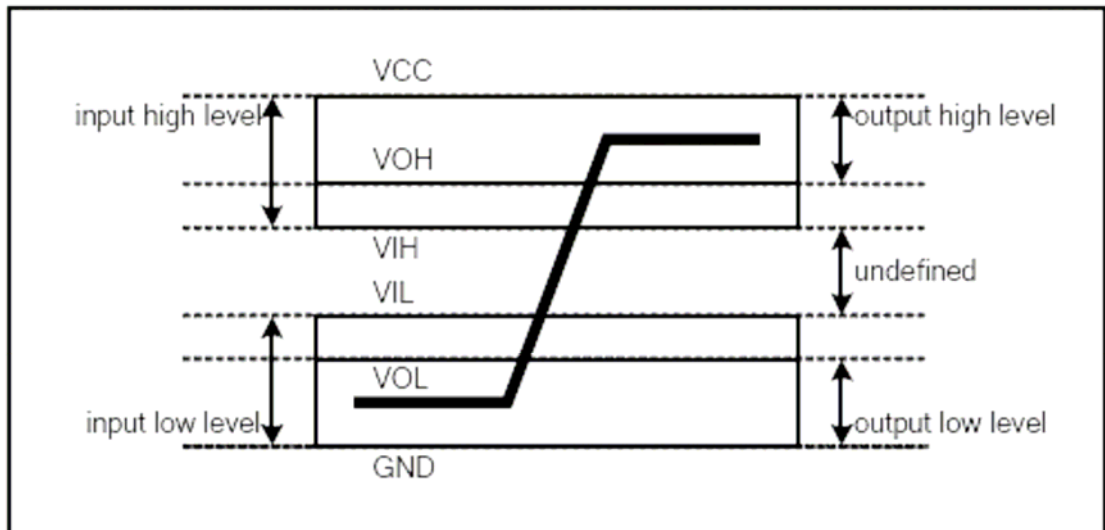 VCC
input high level
output high level
VOH
VIH
undefined
VIL
VOL
input low level
output low level
GND